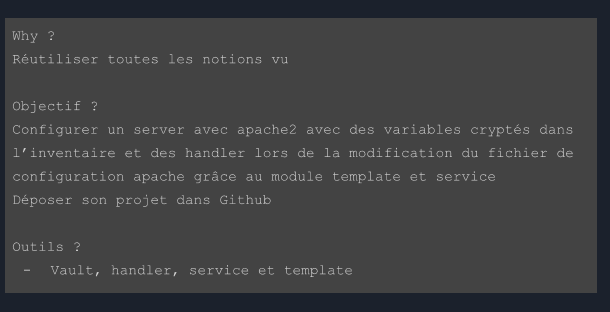 Why ?
Réutiliser toutes les notions vu
Objectif ?
Configurer un server avec apache2 avec des variables cryptés dans
l'inventaire et des handler lors de la modification du fichier de
configuration apache grâce au module template et service
Déposer son projet dans Github
Outils ?
- Vault, handler, service et template